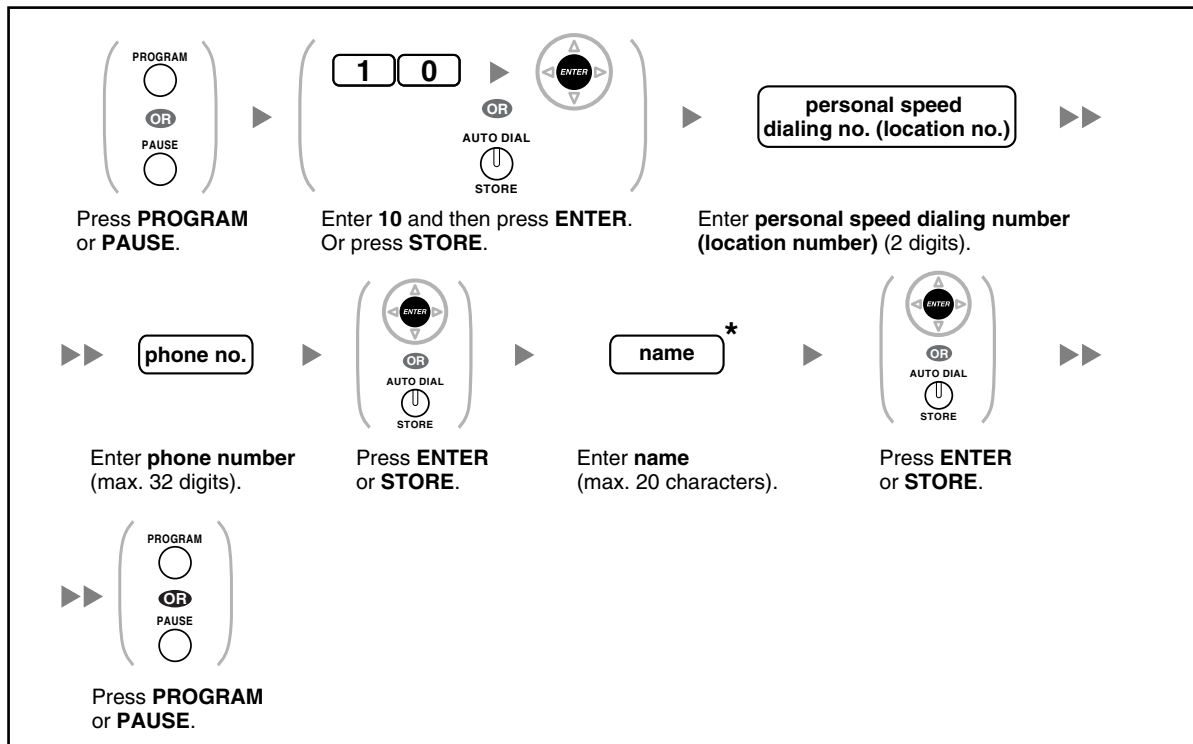 PROGRAM
OR
PAUSE
Press PROGRAM
or PAUSE.
1 0
ENTER
OR
AUTO DIAL
STORE
Enter 10 and then press ENTER.
Or press STORE.
personal speed
dialing no. (location no.)
Enter personal speed dialing number
(location number) (2 digits).
phone no.
Enter phone number
(max. 32 digits).
ENTER
OR
AUTO DIAL
STORE
Press ENTER
or STORE.
name *
Enter name
(max. 20 characters).
ENTER
OR
AUTO DIAL
STORE
Press ENTER
or STORE.
PROGRAM
OR
PAUSE
Press PROGRAM
or PAUSE.